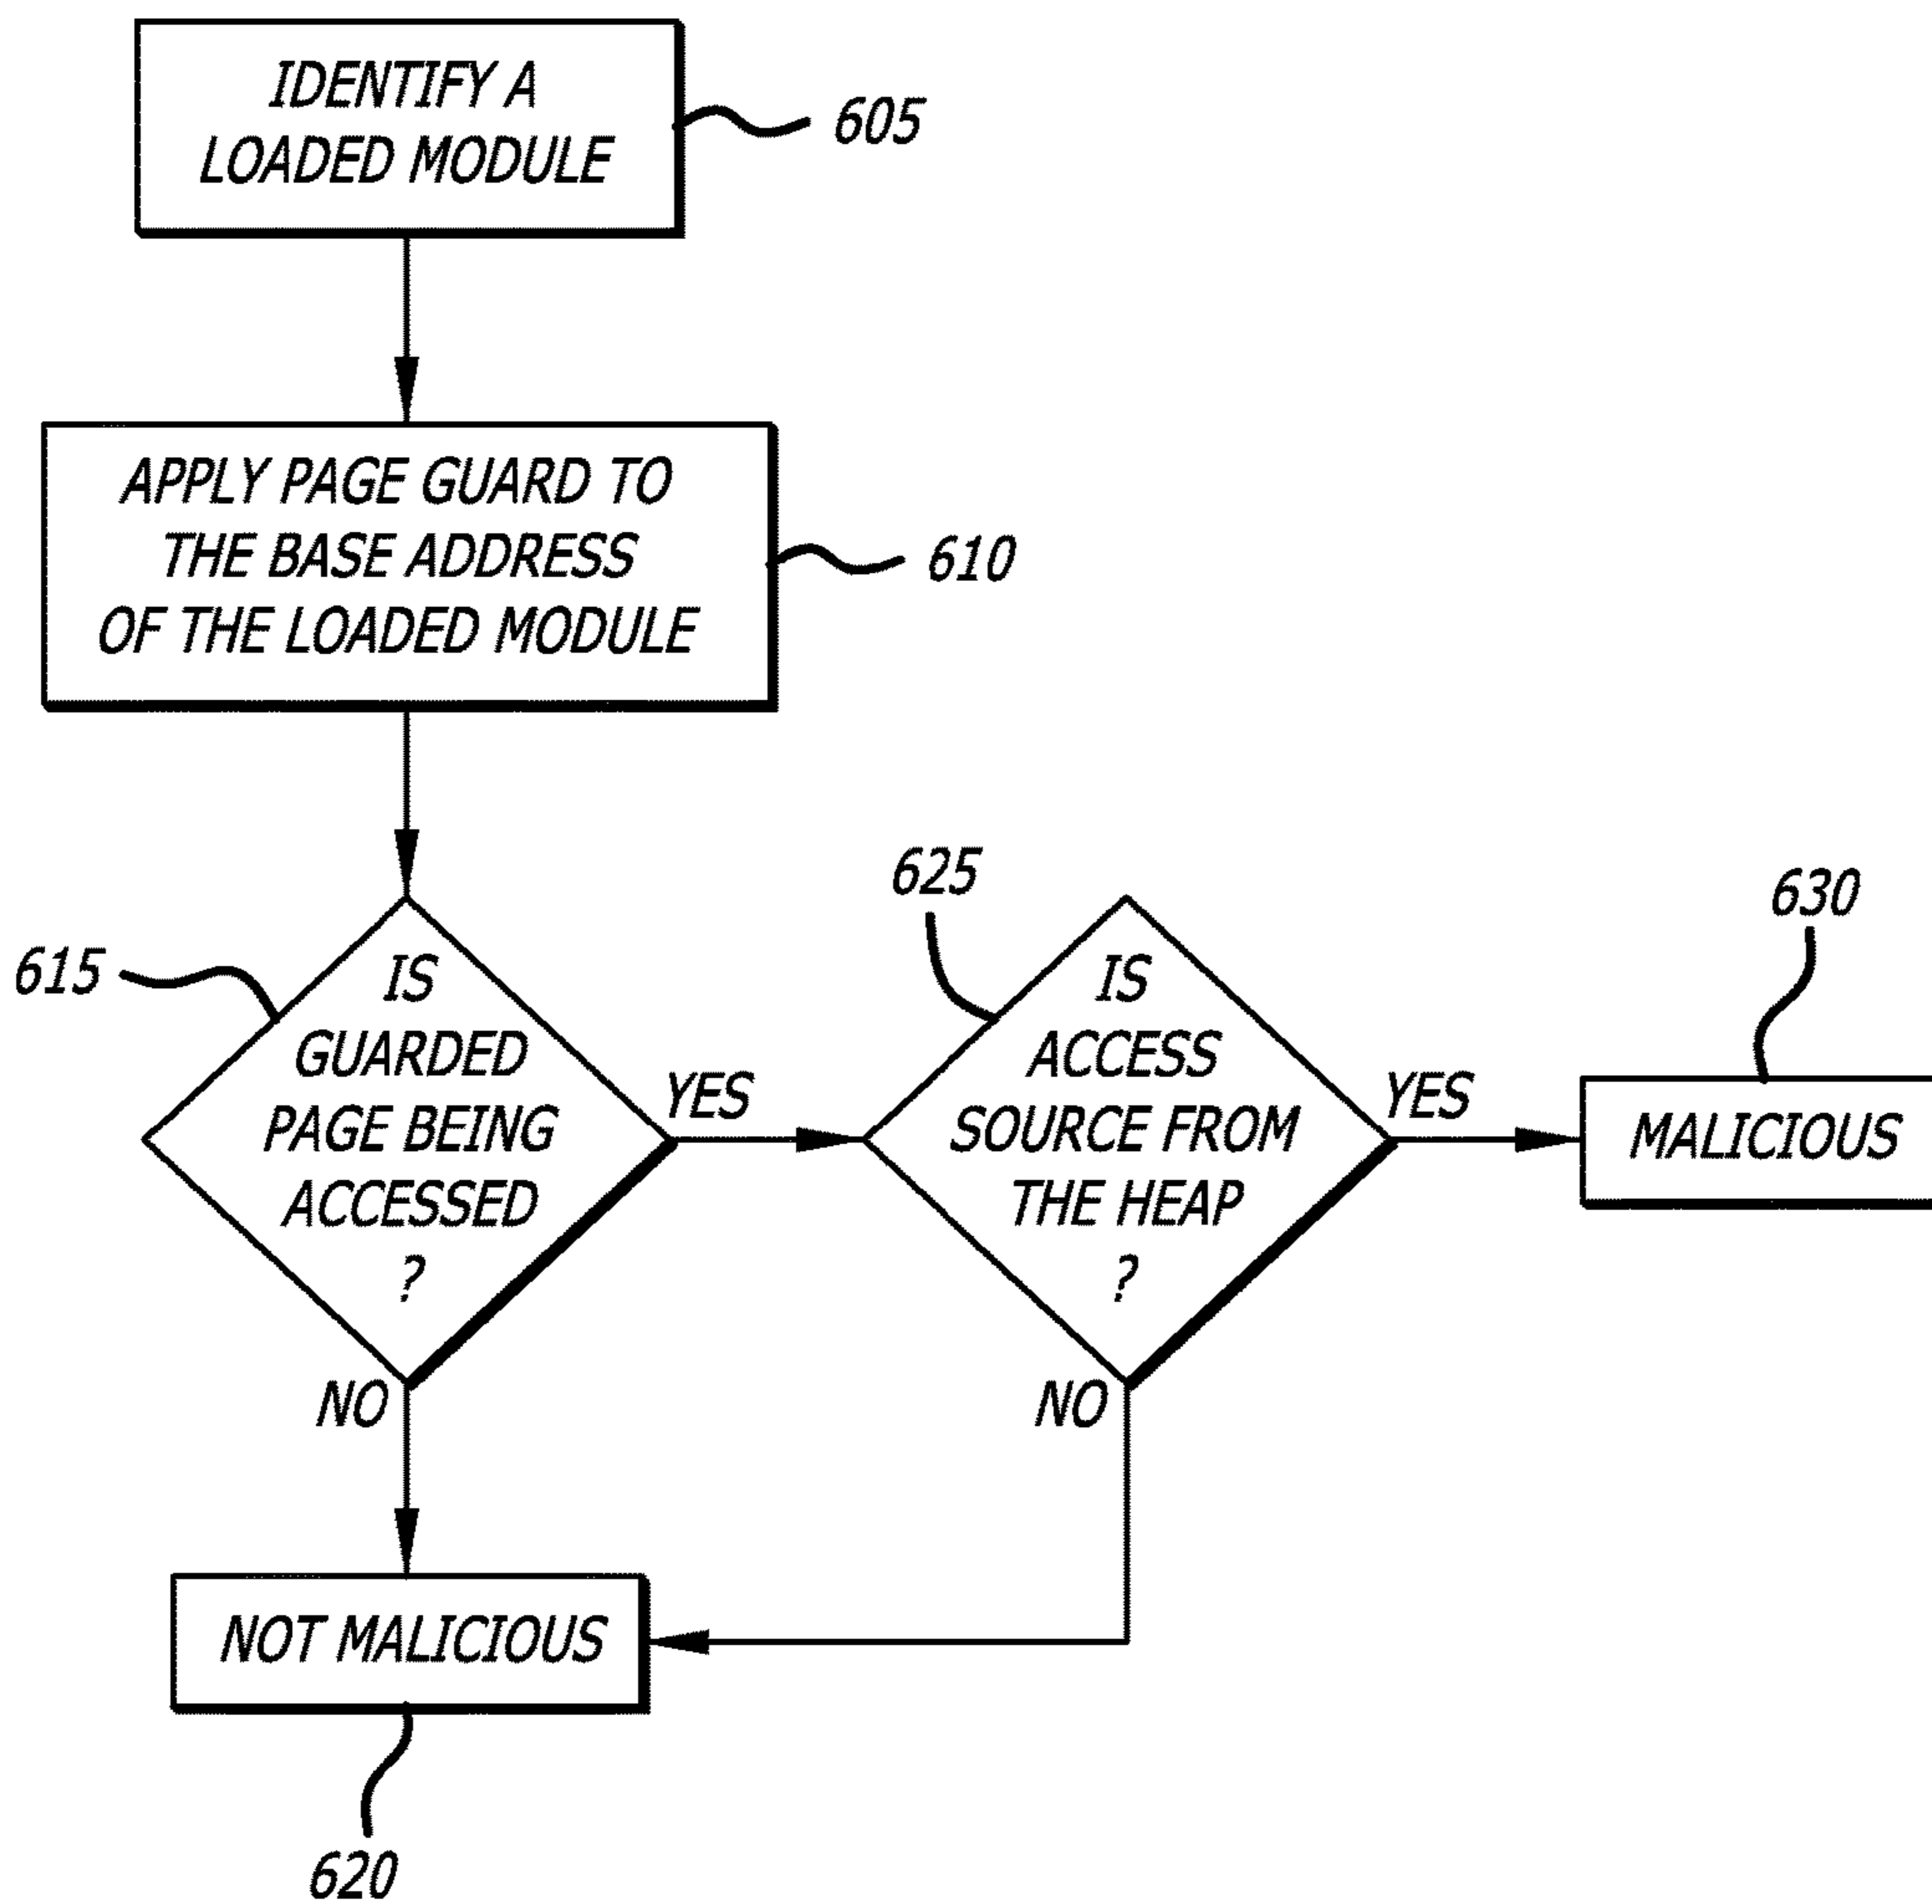 IDENTIFY A
LOADED MODULE
605
APPLY PAGE GUARD TO
THE BASE ADDRESS
OF THE LOADED MODULE
610
615
IS
GUARDED
PAGE BEING
ACCESSED
?
YES
NO
625
IS
ACCESS
SOURCE FROM
THE HEAP
?
YES
NO
630
MALICIOUS
NOT MALICIOUS
620